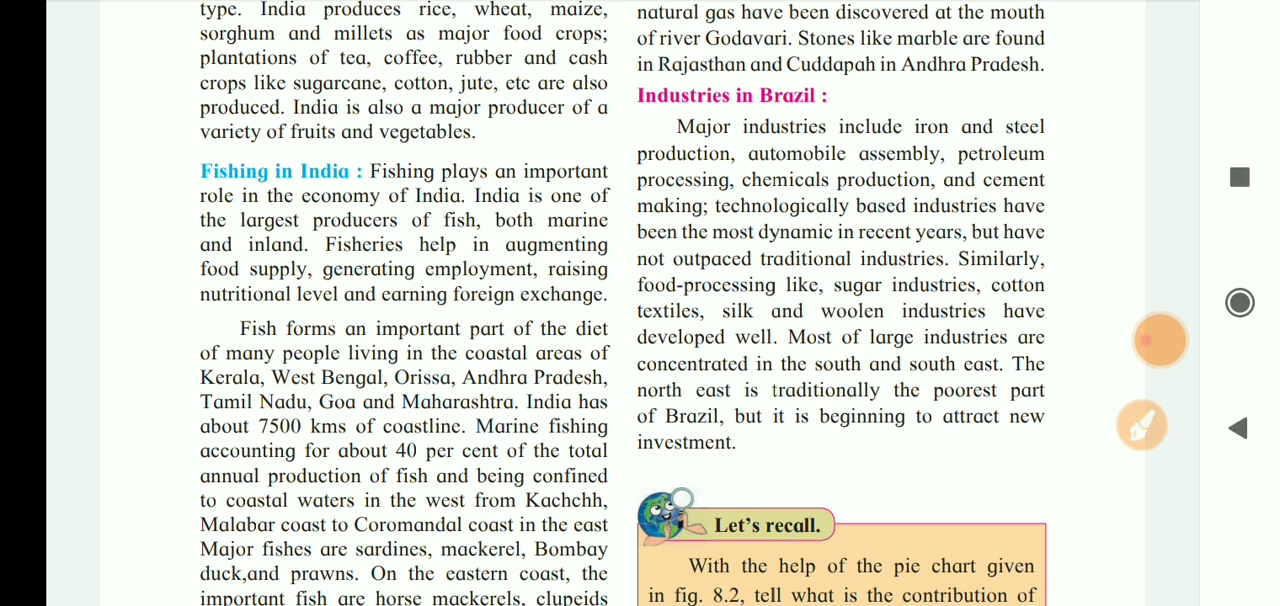 type. India produces rice, wheat, maize,
sorghum and millets as major food crops;
plantations of tea, coffee, rubber and cash
crops like sugarcane, cotton, jute, etc are also
produced. India is also a major producer of a
variety of fruits and vegetables.
Fishing in India : Fishing plays an important
role in the economy of India. India is one of
the largest producers of fish, both marine
and inland. Fisheries help in augmenting
food supply, generating employment, raising
nutritional level and earning foreign exchange.
Fish forms an important part of the diet
of many people living in the coastal areas of
Kerala, West Bengal, Orissa, Andhra Pradesh,
Tamil Nadu, Goa and Maharashtra. India has
about 7500 kms of coastline. Marine fishing
accounting for about 40 per cent of the total
annual production of fish and being confined
to coastal waters in the west from Kachchh,
Malabar coast to Coromandal coast in the east
Major fishes are sardines, mackerel, Bombay
duck,and prawns. On the eastern coast, the
important fish are horse mackerels, clupeids
natural gas have been discovered at the mouth
of river Godavari. Stones like marble are found
in Rajasthan and Cuddapah in Andhra Pradesh.
Industries in Brazil :
Major industries include iron and steel
production, automobile assembly, petroleum
processing, chemicals production, and cement
making; technologically based industries have
been the most dynamic in recent years, but have
not outpaced traditional industries. Similarly,
food-processing like, sugar industries, cotton
textiles, silk and woolen industries have
developed well. Most of large industries are
concentrated in the south and south east. The
north east is traditionally the poorest part
of Brazil, but it is beginning to attract new
investment.
Let's recall.
With the help of the pie chart given
in fig. 8.2, tell what is the contribution of